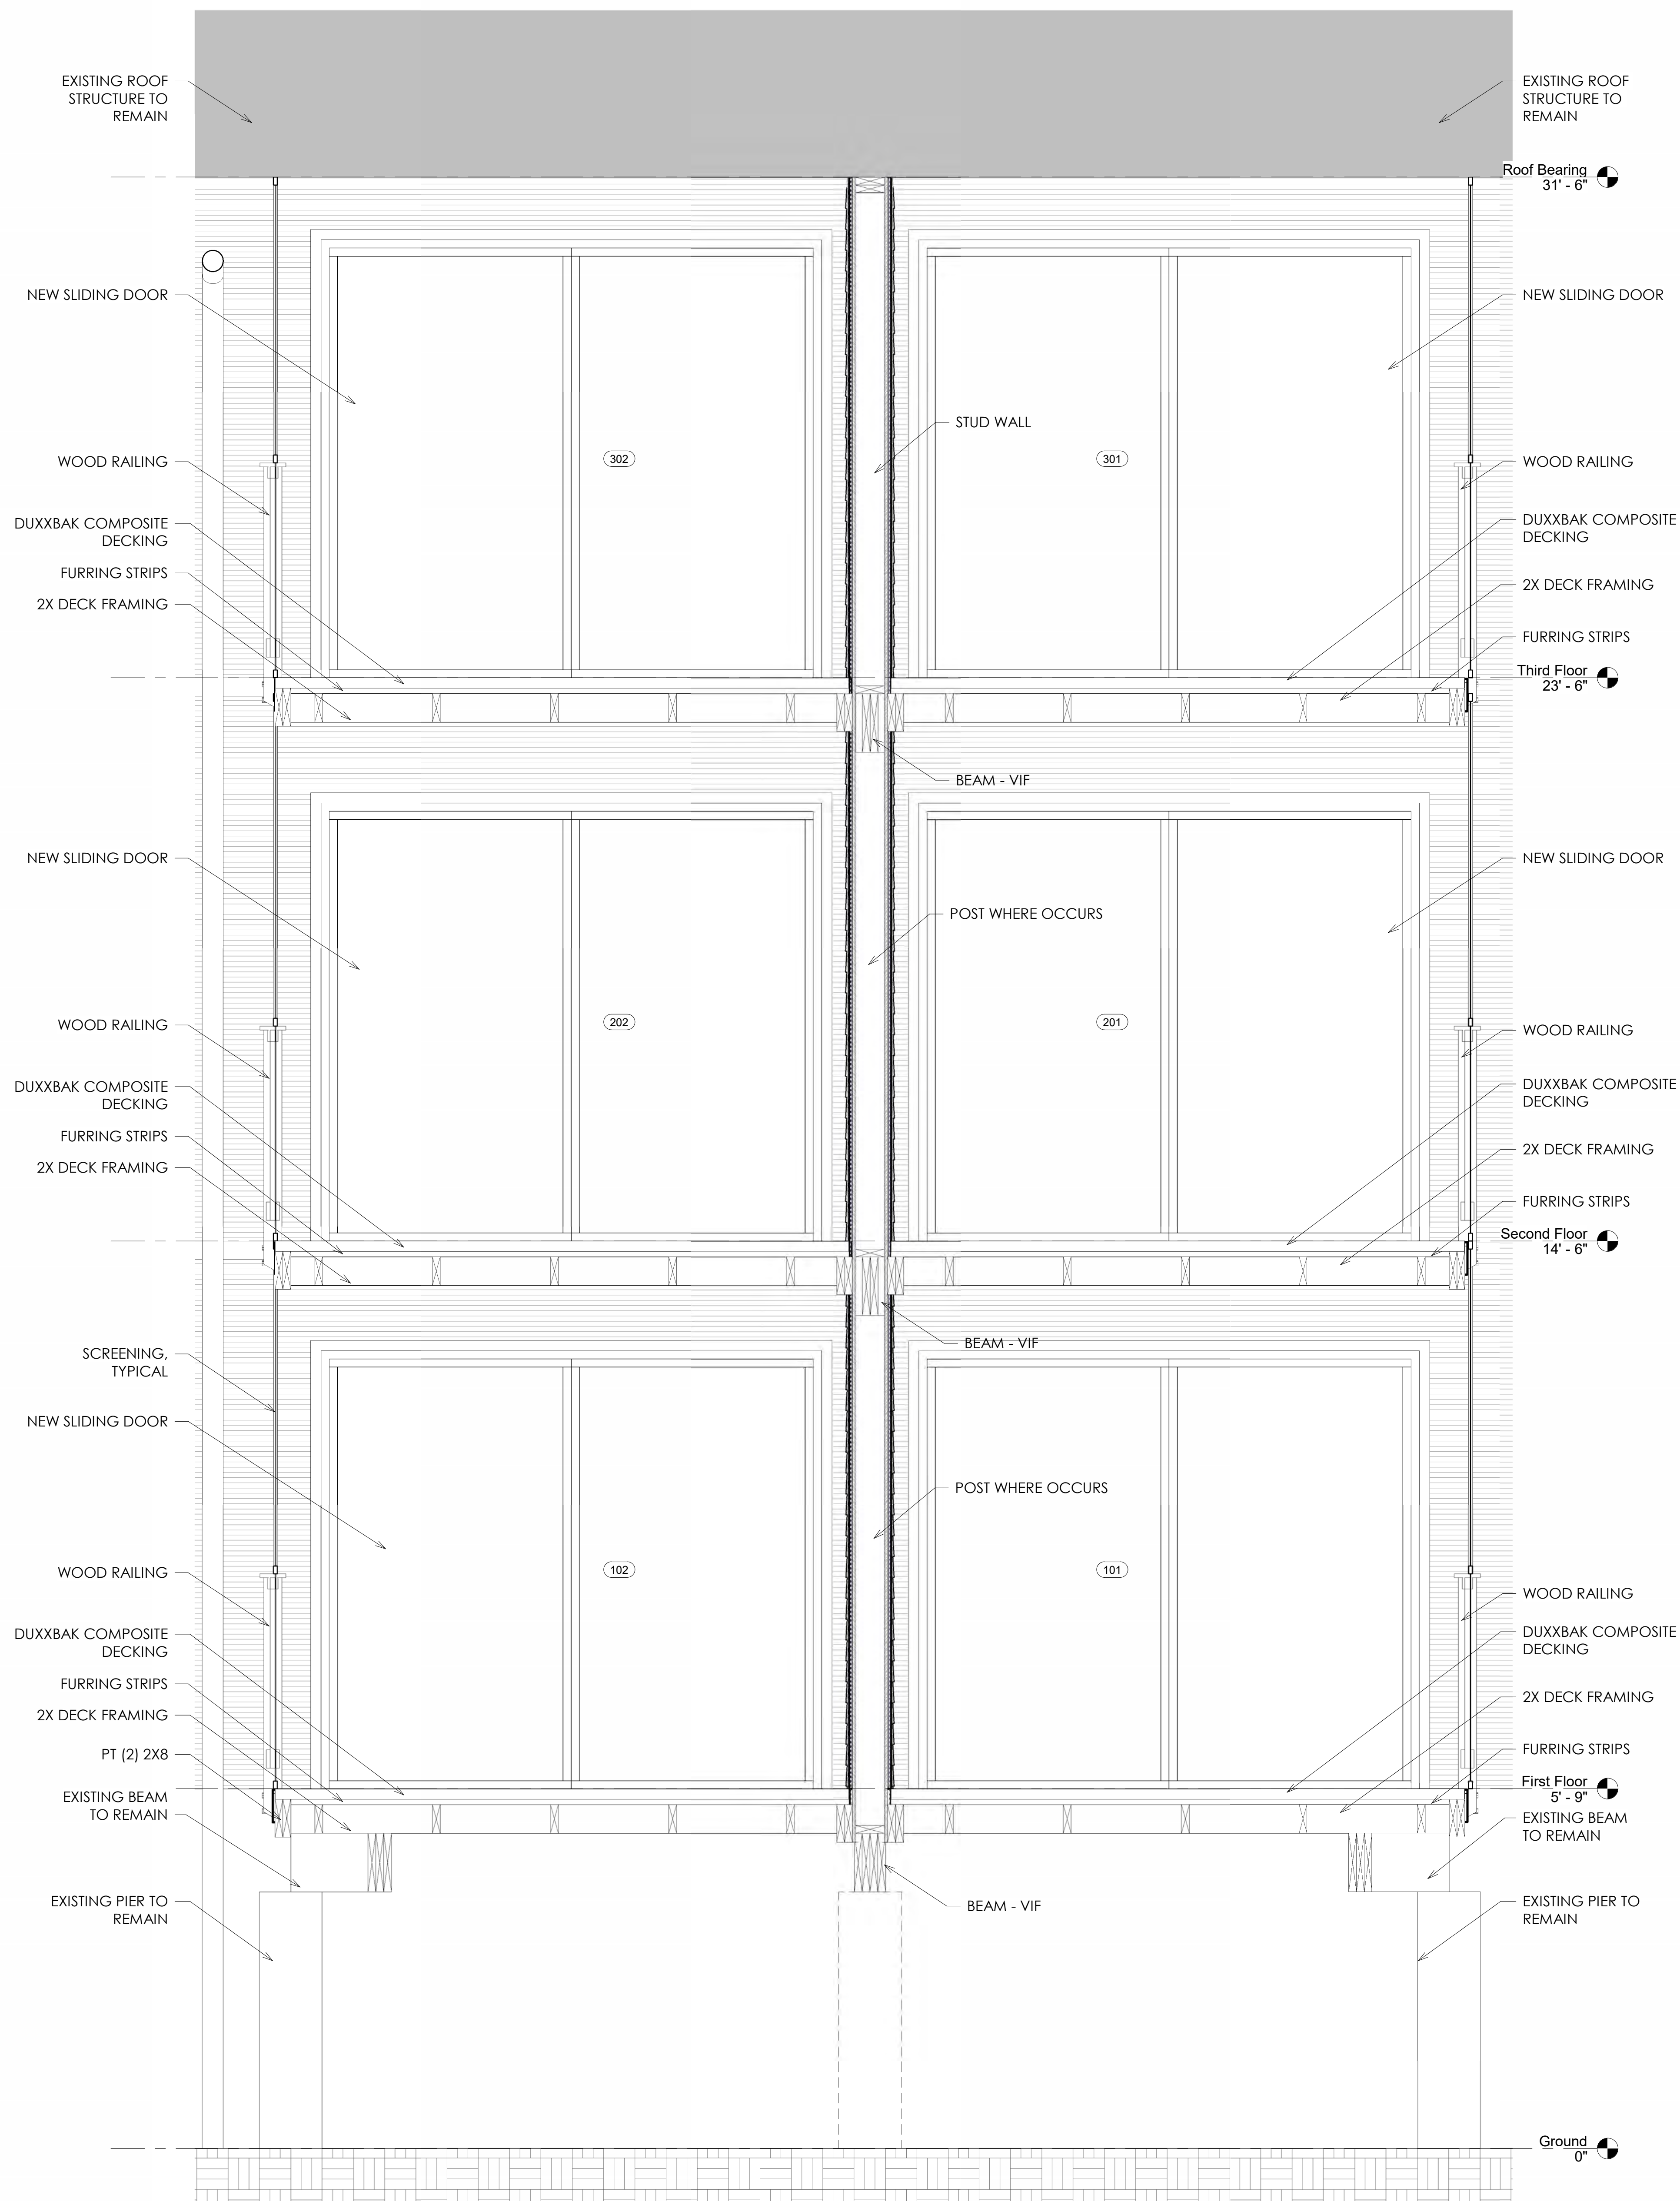 EXISTING ROOF
STRUCTURE TO
REMAIN
EXISTING ROOF
STRUCTURE TO
REMAIN
Roof Bearing
31' - 6"
NEW SLIDING DOOR
NEW SLIDING DOOR
STUD WALL
302
301
WOOD RAILING
WOOD RAILING
DUXXBAK COMPOSITE
DECKING
DUXXBAK COMPOSITE
DECKING
FURRING STRIPS
2X DECK FRAMING
2X DECK FRAMING
FURRING STRIPS
Third Floor
23' - 6"
BEAM - VIF
NEW SLIDING DOOR
NEW SLIDING DOOR
POST WHERE OCCURS
202
201
WOOD RAILING
WOOD RAILING
DUXXBAK COMPOSITE
DECKING
DUXXBAK COMPOSITE
DECKING
FURRING STRIPS
2X DECK FRAMING
2X DECK FRAMING
FURRING STRIPS
Second Floor
14' - 6"
BEAM - VIF
SCREENING,
TYPICAL
NEW SLIDING DOOR
POST WHERE OCCURS
102
101
WOOD RAILING
WOOD RAILING
DUXXBAK COMPOSITE
DECKING
DUXXBAK COMPOSITE
DECKING
FURRING STRIPS
2X DECK FRAMING
2X DECK FRAMING
PT (2) 2X8
FURRING STRIPS
First Floor
5' - 9"
EXISTING BEAM
TO REMAIN
EXISTING BEAM
TO REMAIN
EXISTING PIER TO
REMAIN
BEAM - VIF
EXISTING PIER TO
REMAIN
Ground
0"